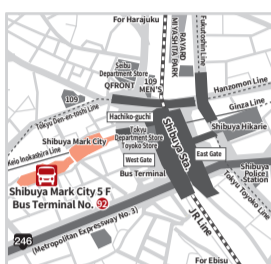 For Harajuku
RAYARD
MIYASHITA PARK
Fukutoshin Line
Seibu
Department Store
QFRONT
109
MEN'S
Hanzomon Line
109
Ginza Line
Tokyu Den-en-toshi Line
Hachiko-guchi
Shibuya Hikarie
Shibuya Mark City
Tokyu
Department Store
Toyoko Store
Shibuya Sta.
Keio Inokashira Line
West Gate
East Gate
Bus Terminal
Shibuya
Police
Station
Shibuya Mark City 5 F
Bus Terminal No. 92
Tokyu Toyoko Line
JR Line
246
(Metropolitan Expressway No. 3)
For Ebisu